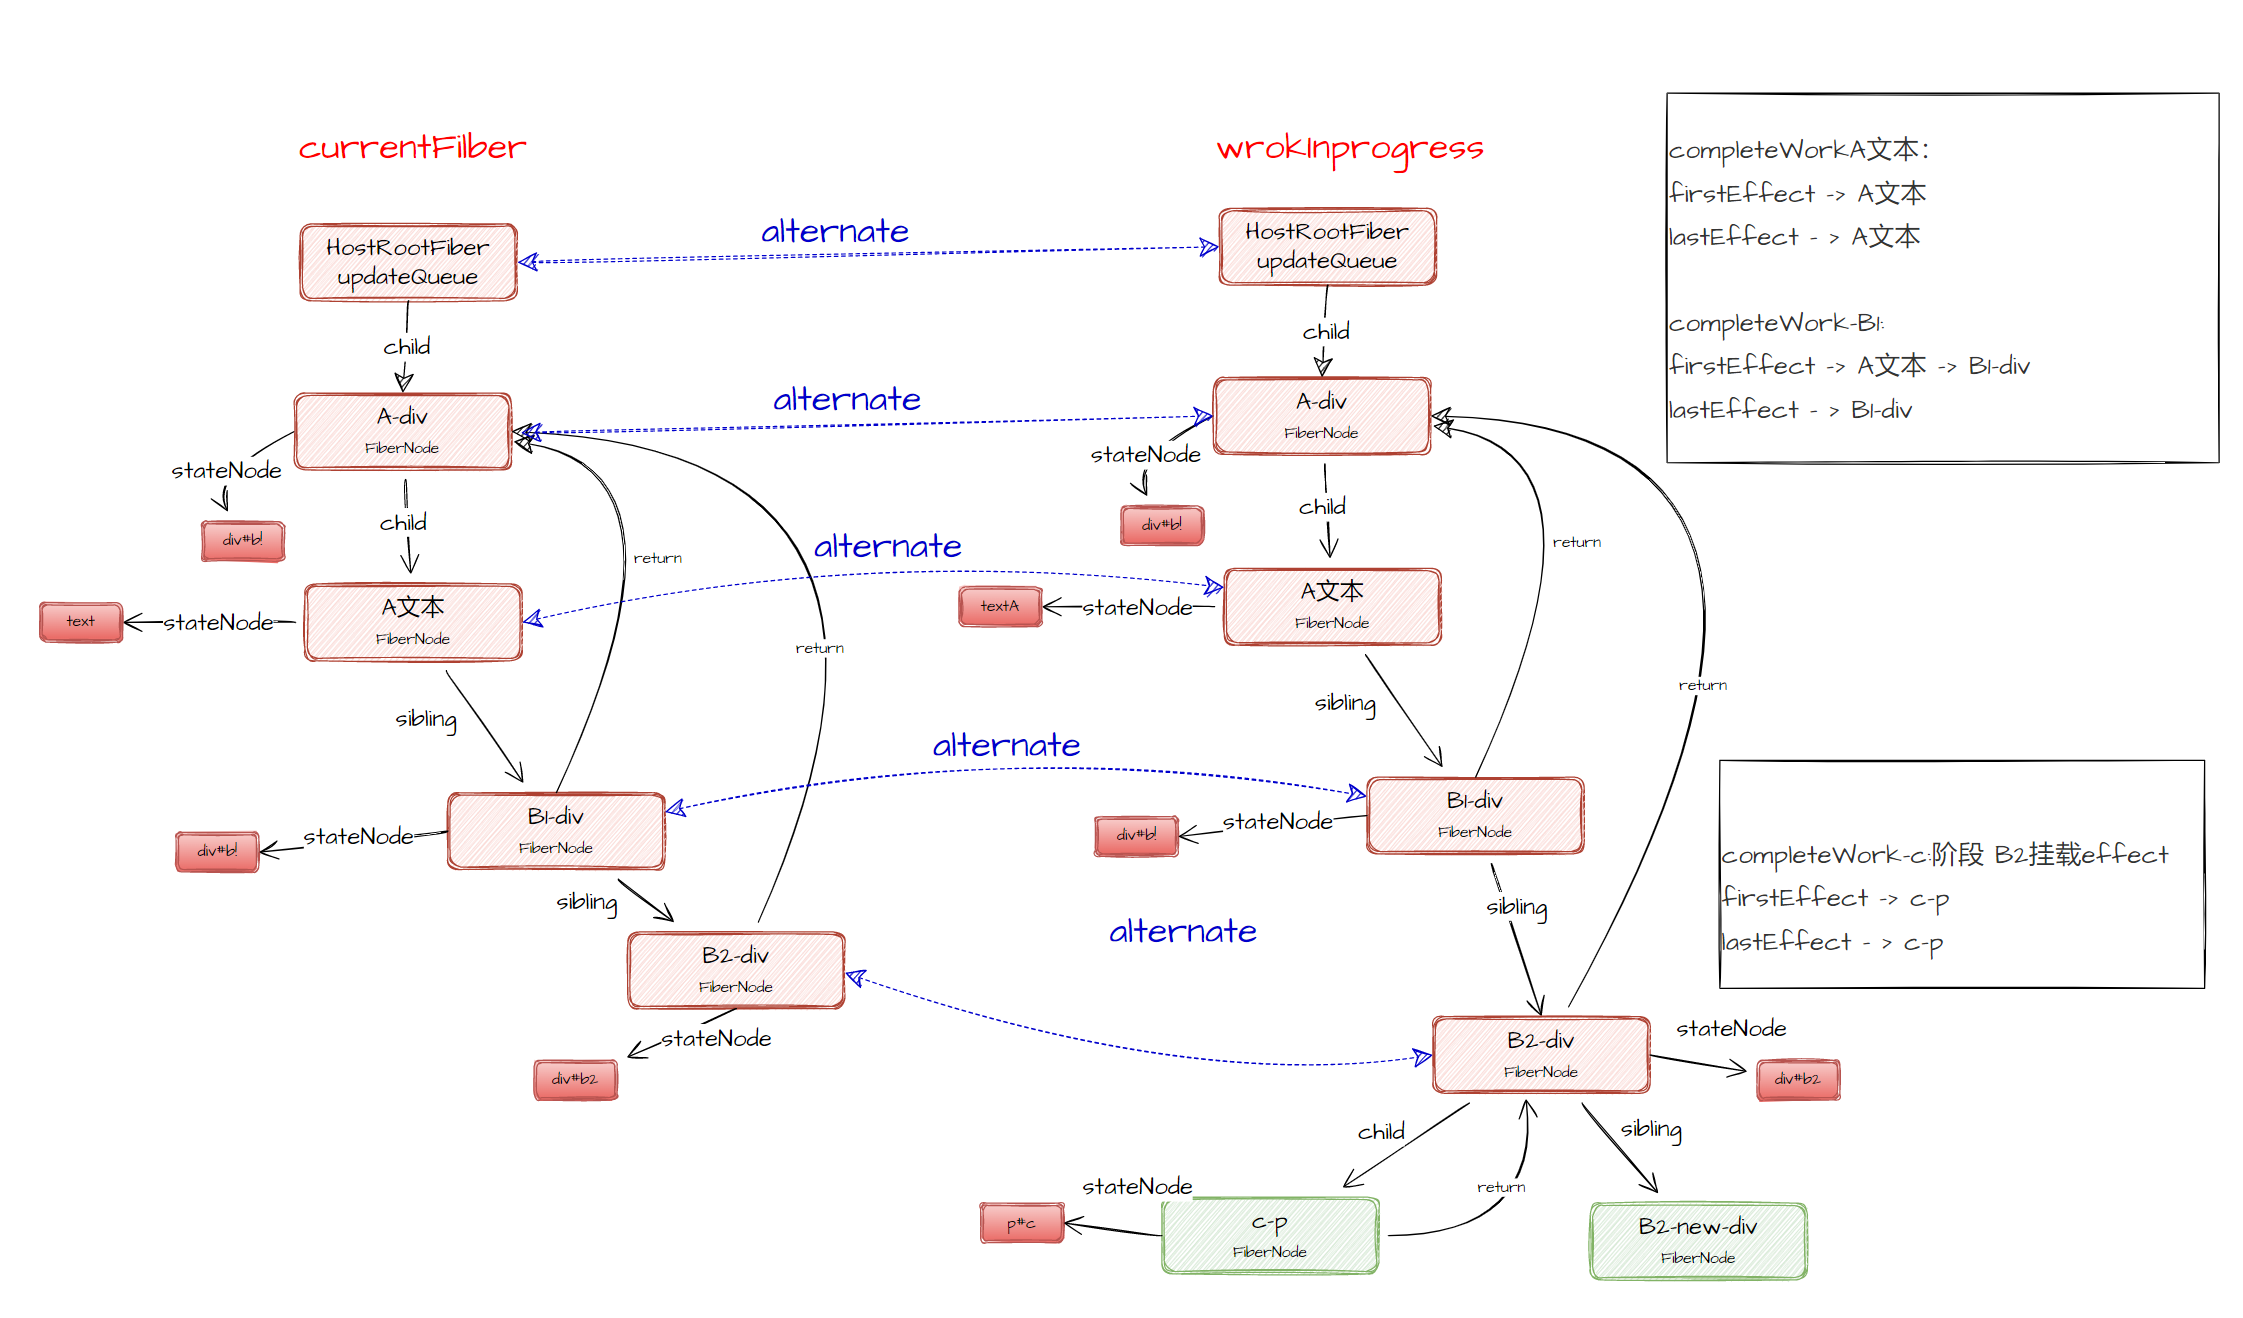 currentFilber
wrokInprogress
HostRootFiber
updateQueue
alternate
HostRootFiber
updateQueue
child
child
A-div
FiberNode
alternate
A-div
FiberNode
stateNode
div#b!
child
stateNode
div#b!
child
return
return
alternate
text
stateNode
A文本
FiberNode
textA
stateNode
A文本
FiberNode
return
return
sibling
sibling
alternate
div#b!
stateNode
B1-div
FiberNode
div#b!
stateNode
B1-div
FiberNode
sibling
sibling
alternate
B2-div
FiberNode
stateNode
div#b2
B2-div
FiberNode
stateNode
div#b2
child
sibling
stateNode
return
p#c
c-p
FiberNode
B2-new-div
FiberNode
completeWorkA文本:
firstEffect -> A文本
lastEffect - > A文本
completeWork-B1:
firstEffect -> A文本 -> B1-div
lastEffect - > B1-div
completeWork-c:阶段 B2挂载effect
firstEffect -> c-p
lastEffect - > c-p